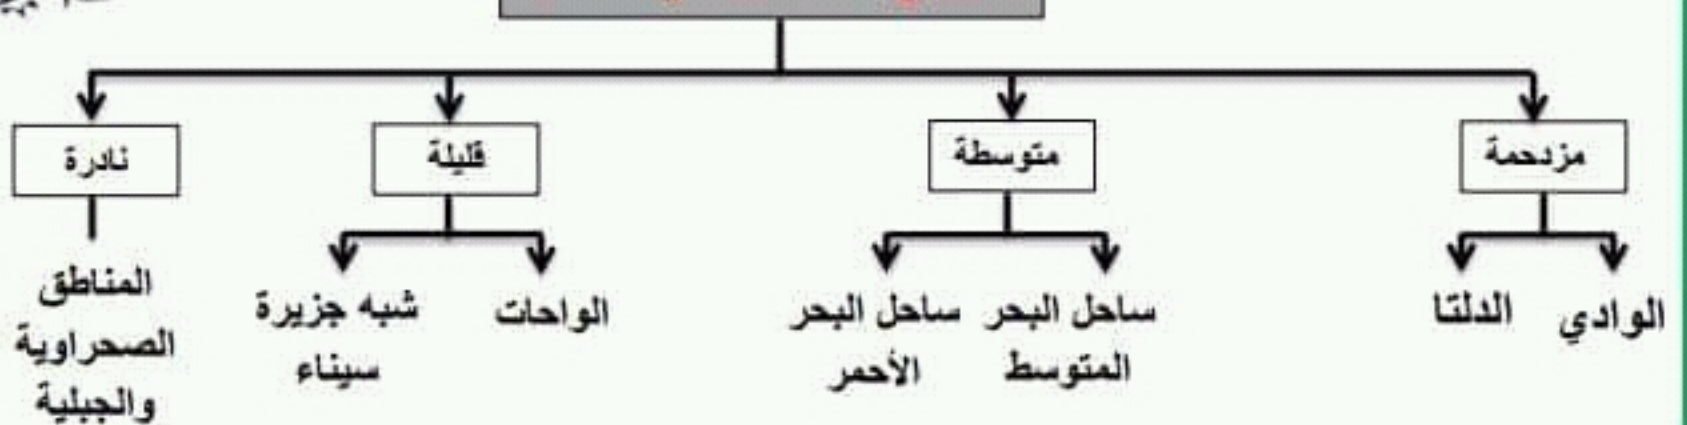 مزدحمة
متوسطة
قليلة
نادرة
الوادي
الدلتا
ساحل البحر
المتوسط
ساحل البحر
الأحمر
الواحات
شبه جزيرة
سيناء
المناطق
الصحراوية
والجبلية